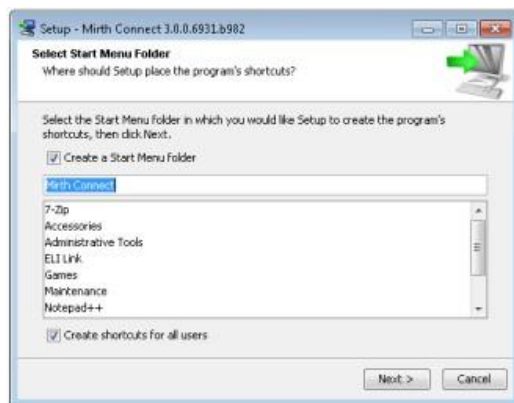 Setup - Mirth Connect 3.0.0.6931.b982
Select Start Menu Folder
Where should Setup place the program's shortcuts?
Select the Start Menu folder in which you would like Setup to create the program's
shortcuts, then click Next.
Create a Start Menu folder
Mirth Connect
7-Zip
Accessories
Administrative Tools
ELI Link
Games
Maintenance
Notepad++
Create shortcuts for all users
Next >
Cancel